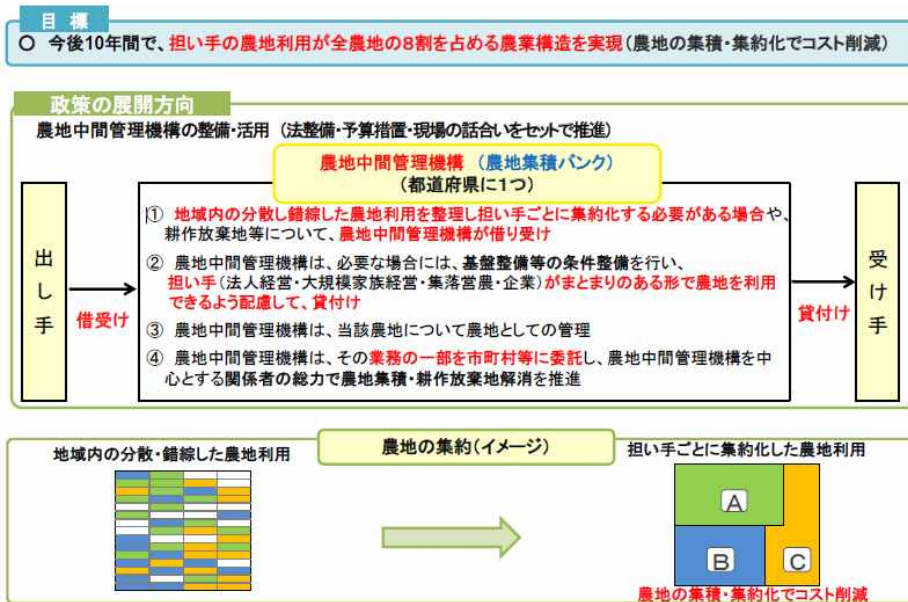 目 標
○ 今後10年間で、担い手の農地利用が全農地の8割を占める農業構造を実現(農地の集積・集約化でコスト削減)
政策の展開方向
農地中間管理機構の整備・活用 (法整備・予算措置・現場の話合いをセットで推進)
農地中間管理機構 (農地集積バンク)
(都道府県に1つ)
出し手
借受け
① 地域内の分散し錯綜した農地利用を整理し担い手ごとに集約化する必要がある場合や、
耕作放棄地等について、農地中間管理機構が借り受け
② 農地中間管理機構は、必要な場合には、基盤整備等の条件整備を行い、
担い手(法人経営・大規模家族経営・集落営農・企業)がまとまりのある形で農地を利用
できるよう配慮して、貸付け
③ 農地中間管理機構は、当該農地について農地としての管理
④ 農地中間管理機構は、その業務の一部を市町村等に委託し、農地中間管理機構を中
心とする関係者の総力で農地集積・耕作放棄地解消を推進
貸付け
受け手
農地の集約(イメージ)
地域内の分散・錯綜した農地利用
担い手ごとに集約化した農地利用
A
B
C
農地の集積・集約化でコスト削減